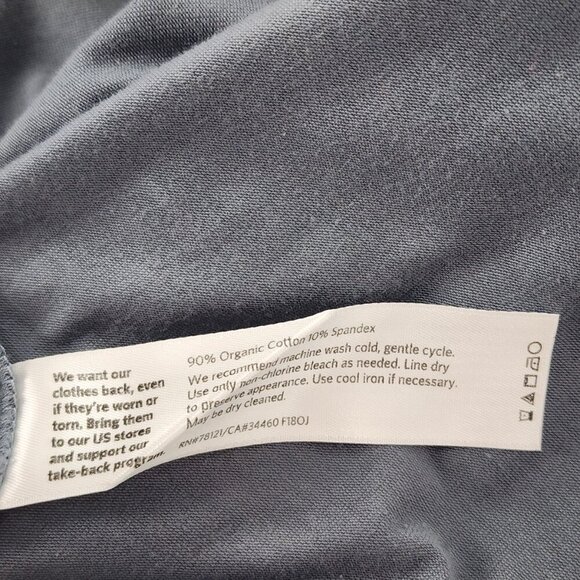 We want our
clothes back, even
if they're worn or
torn. Bring them
to our US stores
and support our
take-back program.
90% Organic Cotton 10% Spandex
We recommend machine wash cold, gentle cycle.
Use only non-chlorine bleach as needed. Line dry
to preserve appearance. Use cool iron if necessary.
May be dry cleaned.
RN#78121/CA#34460 F18OJ